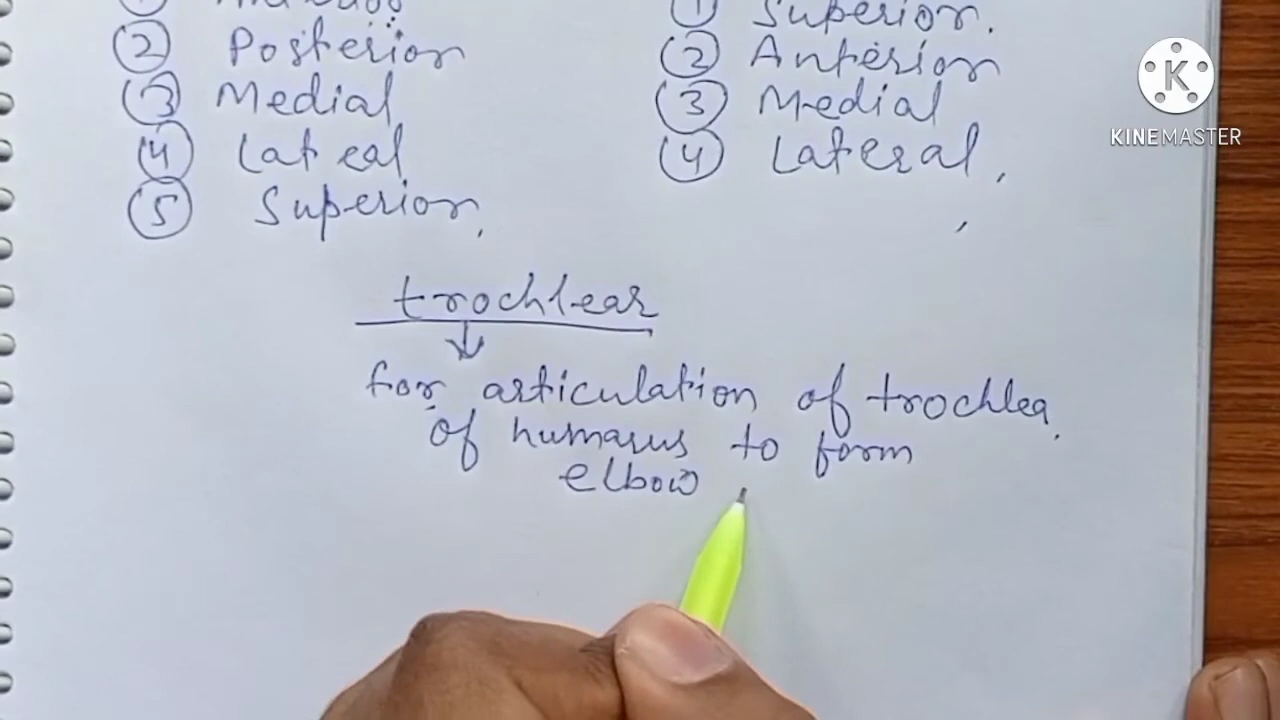 ①
① Superior.
② Posterior
② Anterior
③ Medial
③ Medial
④ Lateal
④ Lateral,
⑤ Superior,
trochlear
for articulation of trochlea.
of humarus to form
elbow
KINEMASTER